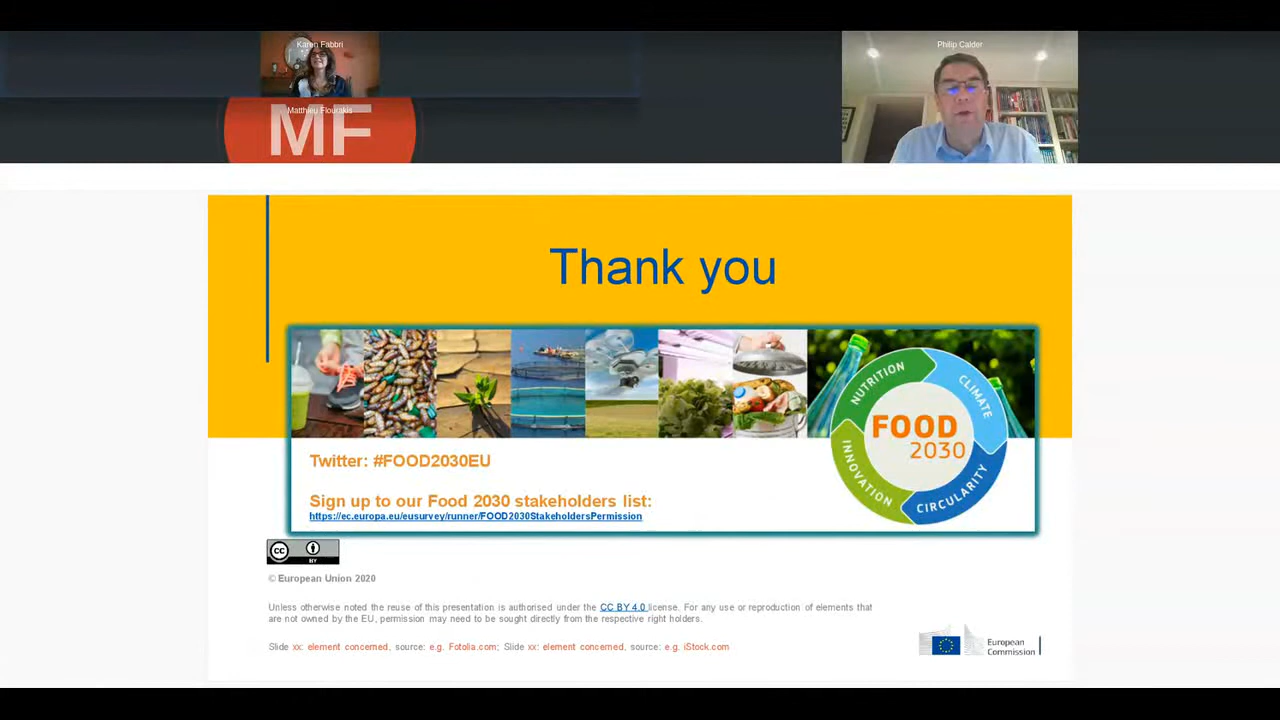 Karen Fabbri
Philip Calder
Matthieu Flourakis
MF
Thank you
NUTRITION
CLIMATE
FOOD
2030
INNOVATION
CIRCULARITY
Twitter: #FOOD2030EU
Sign up to our Food 2030 stakeholders list:
https://ec.europa.eu/eusurvey/runner/FOOD2030StakeholdersPermission
CC
BY
© European Union 2020
Unless otherwise noted the reuse of this presentation is authorised under the CC BY 4.0 license. For any use or reproduction of elements that
are not owned by the EU, permission may need to be sought directly from the respective right holders.
Slide xx: element concerned, source: e.g. Fotolia.com; Slide xx: element concerned, source: e.g. iStock.com
European
Commission